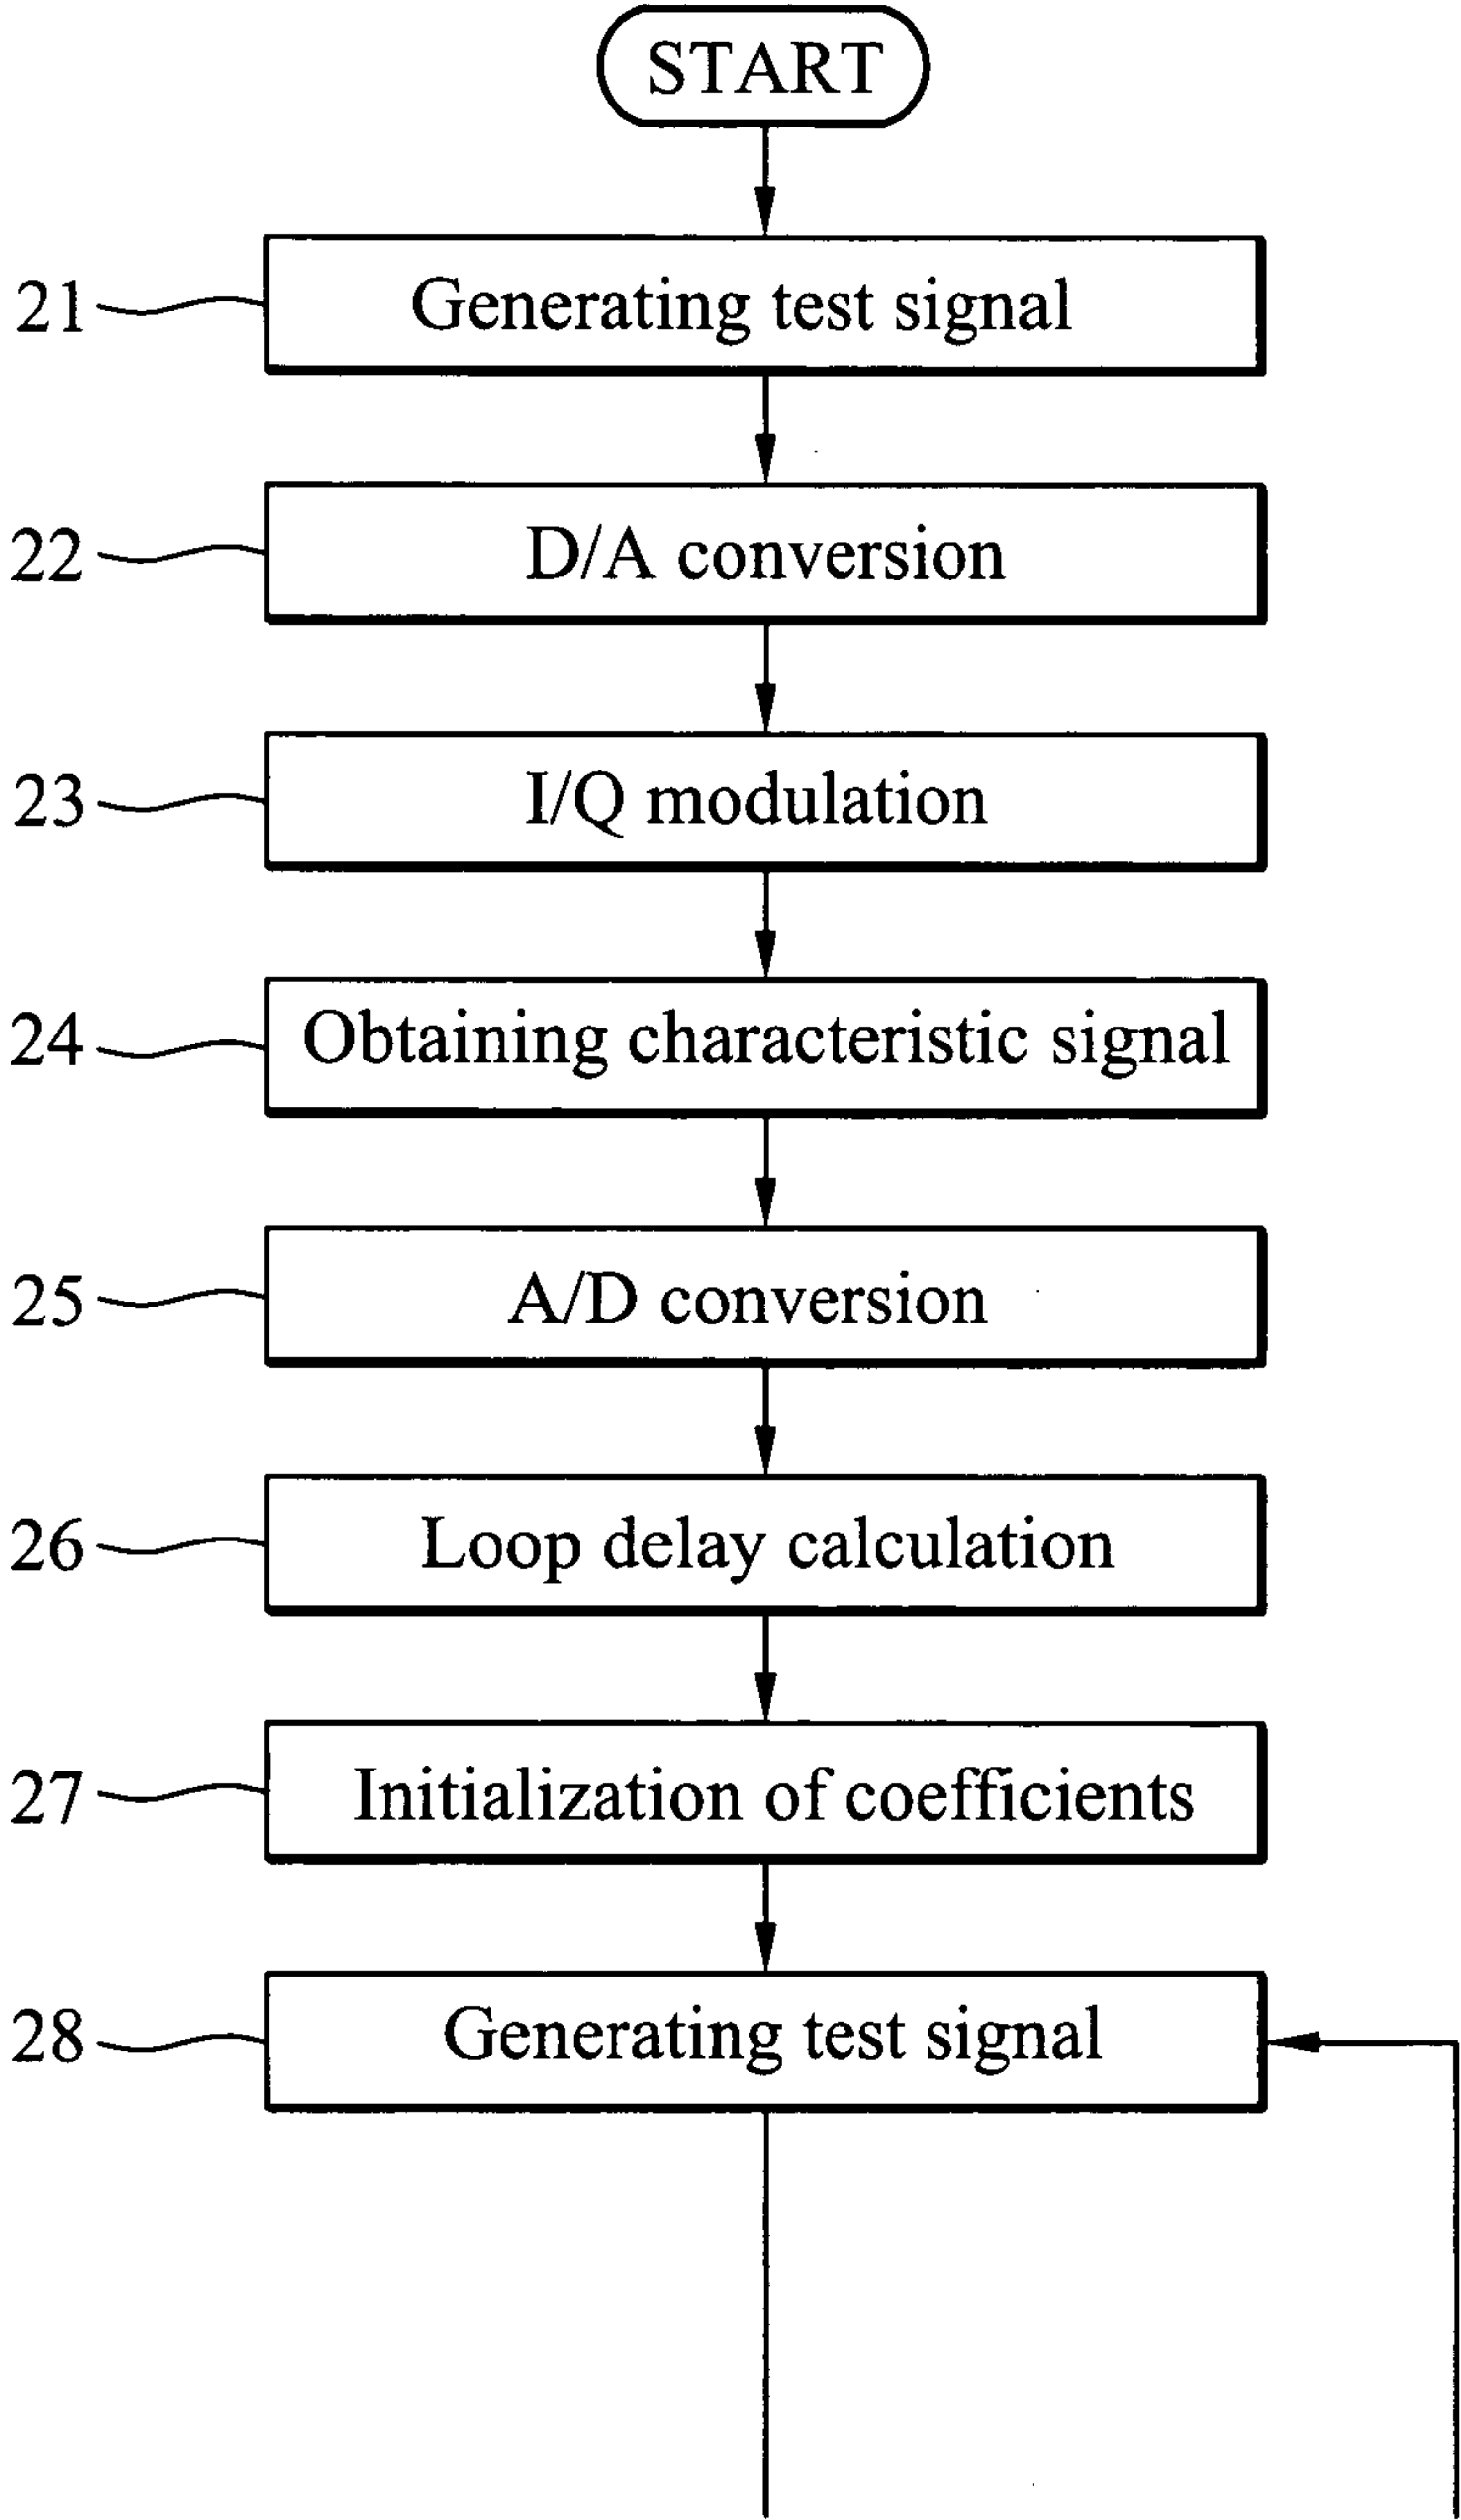 START
21 Generating test signal
22 D/A conversion
23 I/Q modulation
24 Obtaining characteristic signal
25 A/D conversion
26 Loop delay calculation
27 Initialization of coefficients
28 Generating test signal